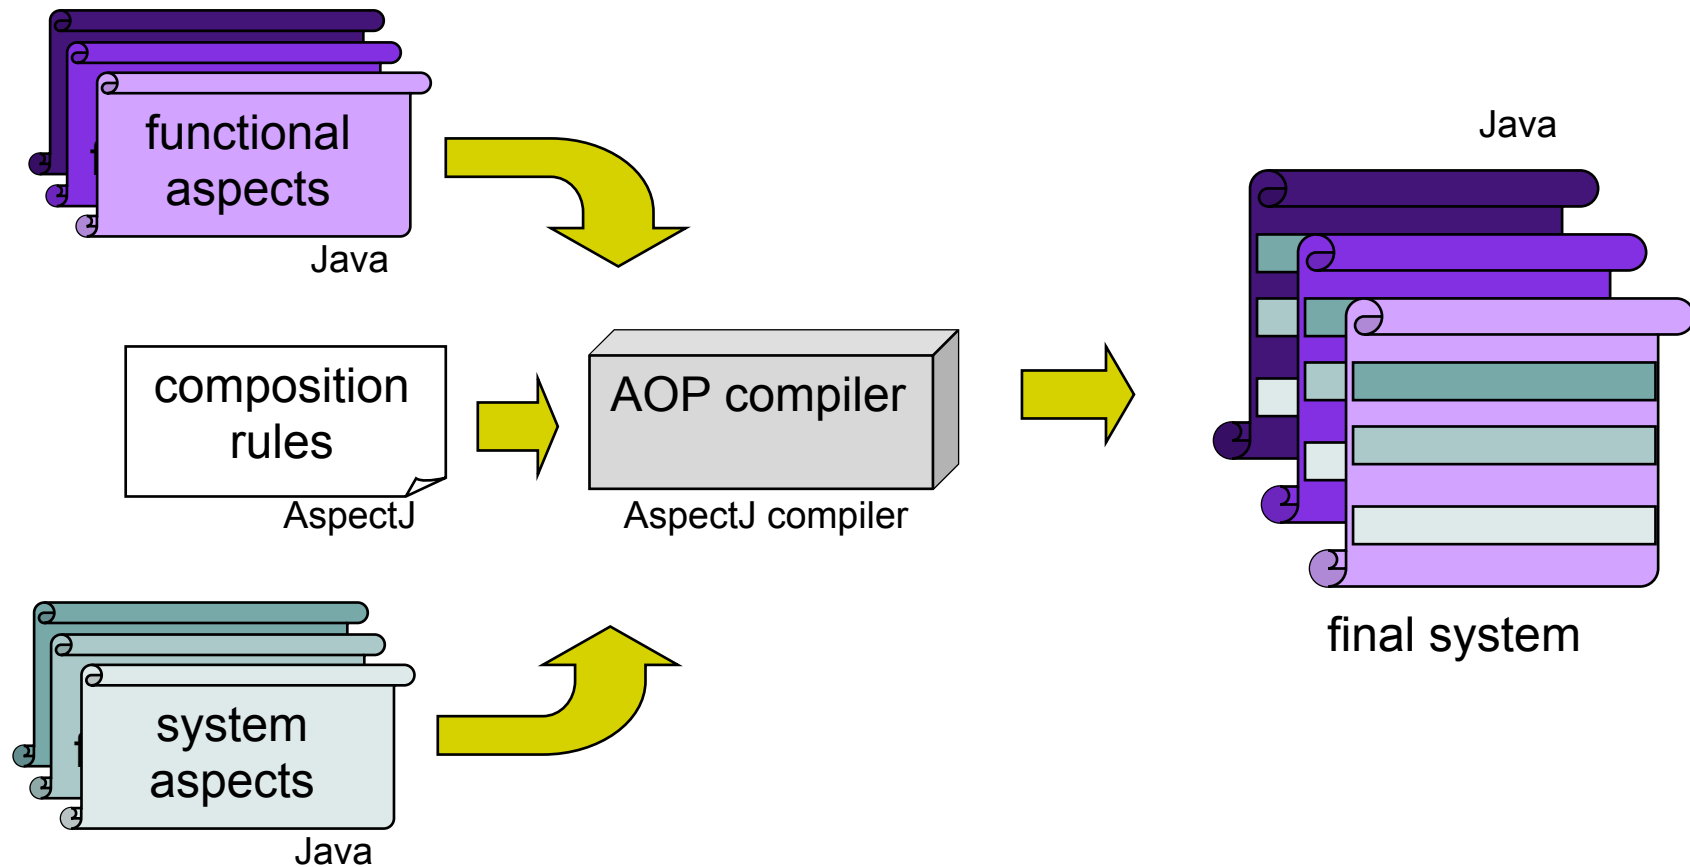 functional
aspects
Java
composition
rules
AspectJ
system
aspects
Java
AOP compiler
AspectJ compiler
Java
final system